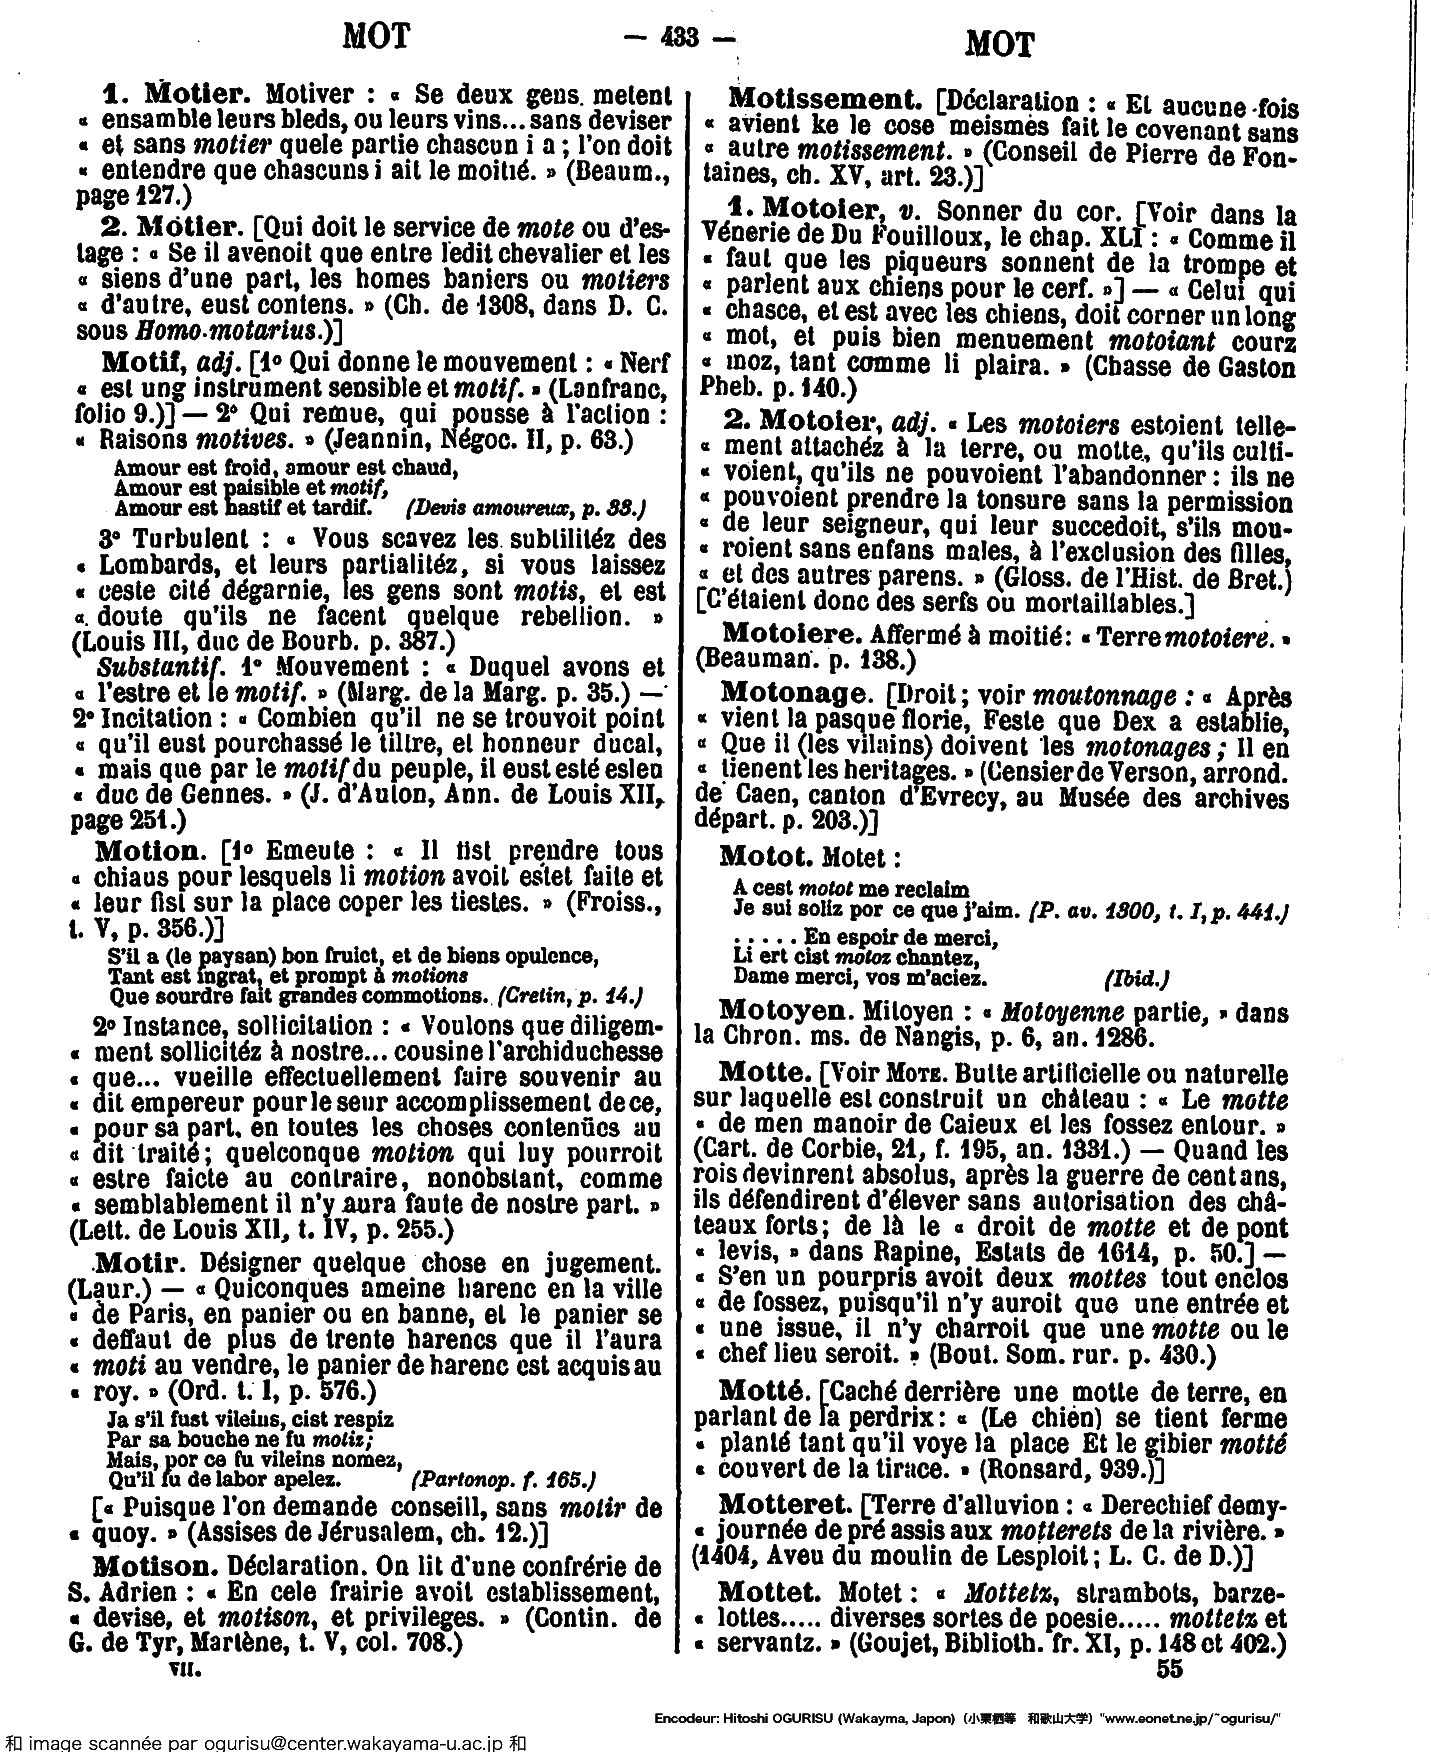 MOT — 433 — MOT
1. Motier. Motiver : « Se deux gens metent
« ensamble leurs bleds, ou leurs vins... sans deviser
« et sans motier quele partie chascun i a ; l'on doit
« entendre que chascuns i ait le moitié. » (Beaum.,
page 127.)
2. Motier. [Qui doit le service de mote ou d'es-
tage : « Se il avenoit que entre ledit chevalier et les
« siens d'une part, les homes baniers ou motiers
« d'autre, eust contens. » (Ch. de 1308, dans D. C.
sous Homo motarius.)]
Motif, adj. [1° Qui donne le mouvement : « Nerf
« est ung instrument sensible et motif. » (Lanfranc,
folio 9.)] — 2° Qui remue, qui pousse à l'action :
« Raisons motives. » (Jeannin, Négoc. II, p. 63.)
Amour est froid, amour est chaud,
Amour est paisible et motif,
Amour est hastif et tardif. (Devis amoureux, p. 33.)
3° Turbulent : « Vous scavez les subtilitéz des
« Lombards, et leurs partialitéz, si vous laissez
« ceste cité dégarnie, les gens sont motis, et est
« doute qu'ils ne facent quelque rebellion. »
(Louis III, duc de Bourb. p. 387.)
Substantif. 1° Mouvement : « Duquel avons et
« l'estre et le motif. » (Marg. de la Marg. p. 35.) —
2° Incitation : « Combien qu'il ne se trouvoit point
« qu'il eust pourchassé le tiltre, et honneur ducal,
« mais que par le motif du peuple, il eust esté esleu
« duc de Gennes. » (J. d'Auton, Ann. de Louis XII,
page 251.)
Motion. [1° Emeute : « Il fist prendre tous
« chiaus pour lesquels li motion avoit estet faite et
« leur fist sur la place coper les tiestes. » (Froiss.,
t. V, p. 356.)]
S'il a (le paysan) bon fruict, et de biens opulence,
Tant est ingrat, et prompt à motions
Que sourdre fait grandes commotions. (Cretin, p. 14.)
2° Instance, sollicitation : « Voulons que diligem-
« ment sollicitéz à nostre... cousine l'archiduchesse
« que... vueille effectuellement faire souvenir au
« dit empereur pour le seur accomplissement de ce,
« pour sa part, en toutes les choses contenües au
« dit traité ; quelconque motion qui luy pourroit
« estre faicte au contraire, nonobstant, comme
« semblablement il n'y aura faute de nostre part. »
(Lett. de Louis XII, t. IV, p. 255.)
Motir. Désigner quelque chose en jugement.
(Laur.) — « Quiconques ameine harenc en la ville
« de Paris, en panier ou en banne, et le panier se
« deffaut de plus de trente harencs que il l'aura
« moti au vendre, le panier de harenc est acquis au
« roy. » (Ord. t. I, p. 576.)
Ja s'il fust vileins, cist respiz
Par sa bouche ne fu motiz ;
Mais, por ce fu vileins nomez,
Qu'il fu de labor apelez. (Partonop. f. 165.)
[« Puisque l'on demande conseill, sans motir de
« quoy. » (Assises de Jérusalem, ch. 12.)]
Motison. Déclaration. On lit d'une confrérie de
S. Adrien : « En cele frairie avoit establissement,
« devise, et motison, et privileges. » (Contin. de
G. de Tyr, Martène, t. V, col. 708.)
VII.
Motissement. [Déclaration : « Et aucune fois
« avient ke le cose meismes fait le covenant sans
« autre motissement. » (Conseil de Pierre de Fon-
taines, ch. XV, art. 23.)]
1. Motoier, v. Sonner du cor. [Voir dans la
Vénerie de Du Fouilloux, le chap. XLI : « Comme il
« faut que les piqueurs sonnent de la trompe et
« parlent aux chiens pour le cerf. »] — « Celui qui
« chasce, et est avec les chiens, doit corner un long
« mot, et puis bien menuement motoiant courz
« moz, tant comme li plaira. » (Chasse de Gaston
Pheb. p. 140.)
2. Motoier, adj. « Les motoiers estoient telle-
« ment attachéz à la terre, ou motte, qu'ils culti-
« voient, qu'ils ne pouvoient l'abandonner : ils ne
« pouvoient prendre la tonsure sans la permission
« de leur seigneur, qui leur succedoit, s'ils mou-
« roient sans enfans males, à l'exclusion des filles,
« et des autres parens. » (Gloss. de l'Hist. de Bret.)
[C'étaient donc des serfs ou mortaillables.]
Motoiere. Affermé à moitié : « Terre motoiere. »
(Beauman. p. 138.)
Motonage. [Droit ; voir moutonnage : « Après
« vient la pasque florie, Feste que Dex a establie,
« Que il (les vilains) doivent les motonages ; Il en
« tienent les heritages. » (Censier de Verson, arrond.
de Caen, canton d'Evrecy, au Musée des archives
départ. p. 203.)]
Motot. Motet :
A cest motot me reclaim
Je sui soliz por ce que j'aim. (P. av. 1300, t. I, p. 441.)
..... En espoir de merci,
Li ert cist motoz chantez,
Dame merci, vos m'aciez. (Ibid.)
Motoyen. Mitoyen : « Motoyenne partie, » dans
la Chron. ms. de Nangis, p. 6, an. 1286.
Motte. [Voir MOTE. Butte artificielle ou naturelle
sur laquelle est construit un château : « Le motte
« de men manoir de Caieux et les fossez entour. »
(Cart. de Corbie, 21, f. 195, an. 1331.) — Quand les
rois devinrent absolus, après la guerre de cent ans,
ils défendirent d'élever sans autorisation des châ-
teaux forts ; de là le « droit de motte et de pont
« levis, » dans Rapine, Estats de 1614, p. 50.] —
« S'en un pourpris avoit deux mottes tout enclos
« de fossez, puisqu'il n'y auroit que une entrée et
« une issue, il n'y charroit que une motte ou le
« chef lieu seroit. » (Bout. Som. rur. p. 430.)
Motté. [Caché derrière une motte de terre, en
parlant de la perdrix : « (Le chien) se tient ferme
« planté tant qu'il voye la place Et le gibier motté
« couvert de la tirace. » (Ronsard, 939.)]
Motteret. [Terre d'alluvion : « Derechief demy-
« journée de pré assis aux motterets de la rivière. »
(1404, Aveu du moulin de Lesploit ; L. C. de D.)]
Mottet. Motet : « Mottetz, strambots, barze-
« lottes..... diverses sortes de poesie..... mottetz et
« servantz. » (Goujet, Biblioth. fr. XI, p. 148 et 402.)
55
Encodeur: Hitoshi OGURISU (Wakayma, Japon) (小栗栖等 和歌山大学) "www.eonet.ne.jp/~ogurisu/"
和 image scannée par ogurisu@center.wakayama-u.ac.jp 和